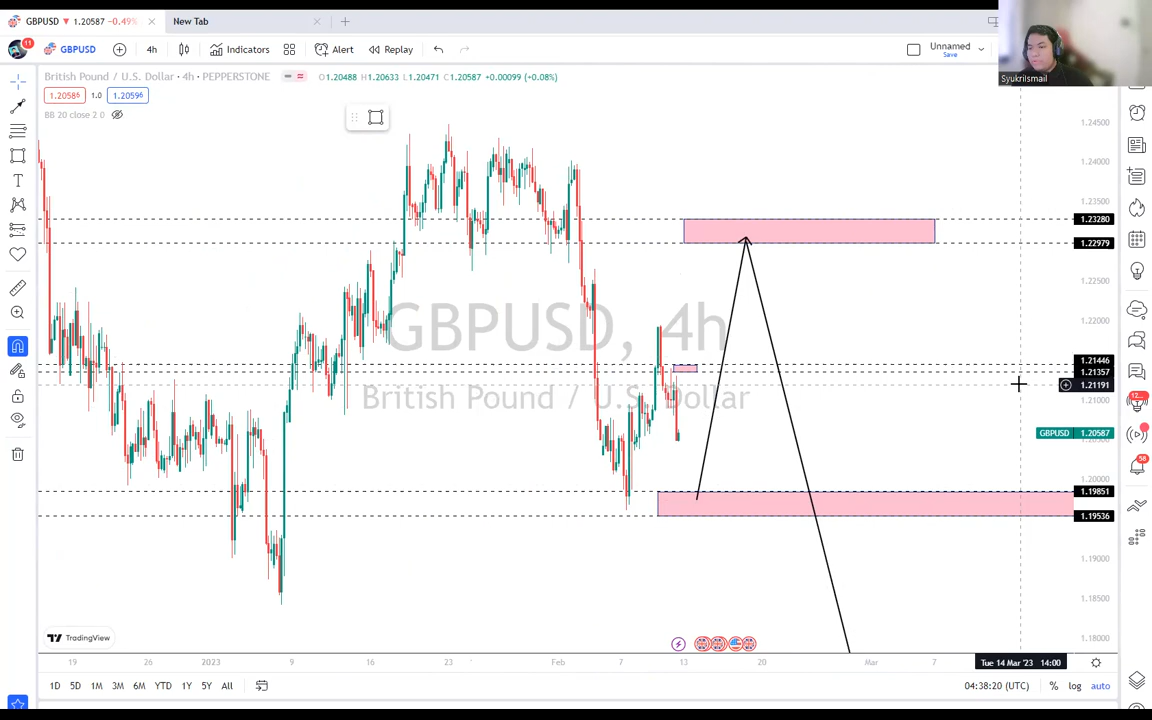 GBPUSD ▼ 1.20587 -0.49%
New Tab
11
GBPUSD
4h
Indicators
Alert
Replay
Unnamed
Save
SyukriIsmail
British Pound / U.S. Dollar · 4h · PEPPERSTONE
O1.20488 H1.20633 L1.20471 C1.20587 +0.00099 (+0.08%)
1.20586
1.0
1.20596
BB 20 close 2 0
GBPUSD, 4h
British Pound / U.S. Dollar
1.24500
1.24000
1.23500
1.23280
1.22979
1.22500
1.22000
1.21446
1.21357
1.21191
1.21000
GBPUSD 1.20587
1.20000
1.19851
1.19536
1.19000
1.18500
1.18000
58
TradingView
19
26
2023
9
16
23
Feb
7
13
20
Mar
7
Tue 14 Mar '23 14:00
1D 5D 1M 3M 6M YTD 1Y 5Y All
04:38:20 (UTC)
%
log
auto